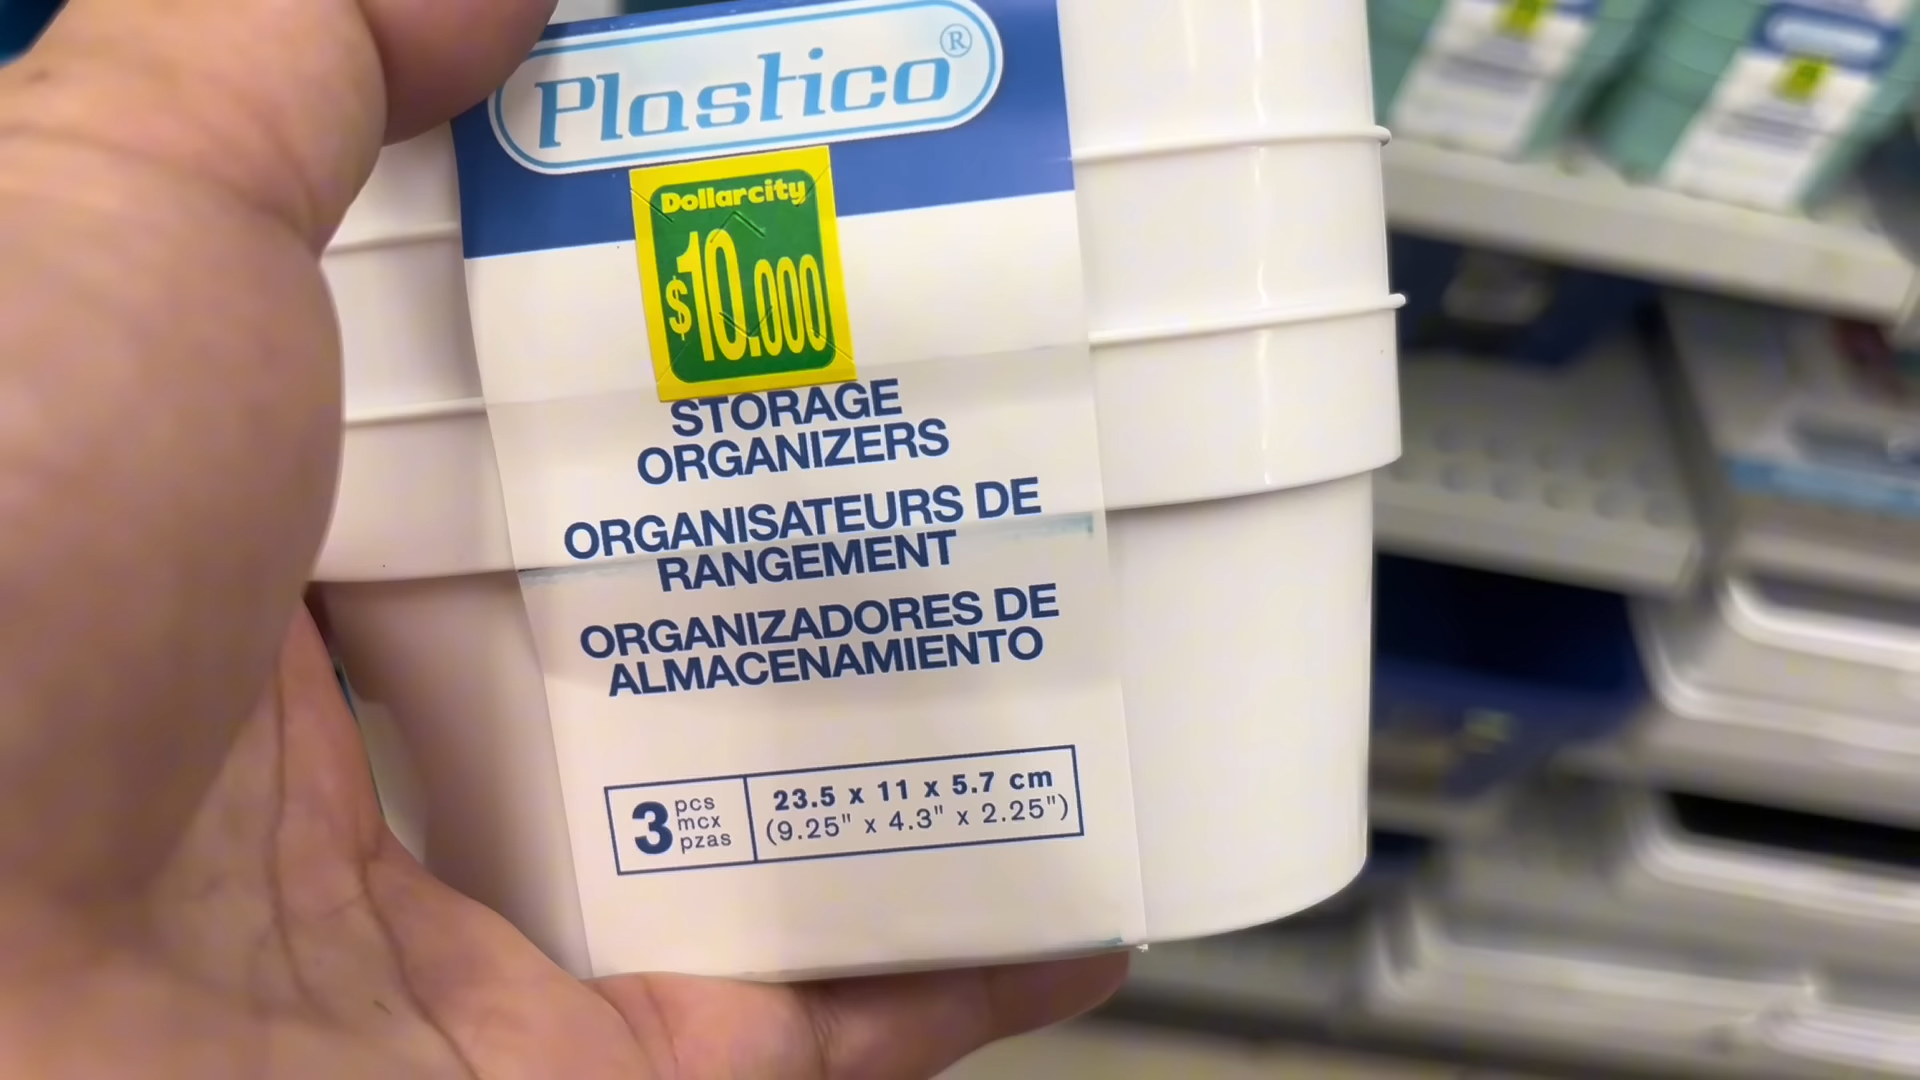 Plastico®
Dollarcity
$10.000
STORAGE
ORGANIZERS
ORGANISATEURS DE
RANGEMENT
ORGANIZADORES DE
ALMACENAMIENTO
3 pcs
mcx
pzas
23.5 x 11 x 5.7 cm
(9.25" x 4.3" x 2.25")